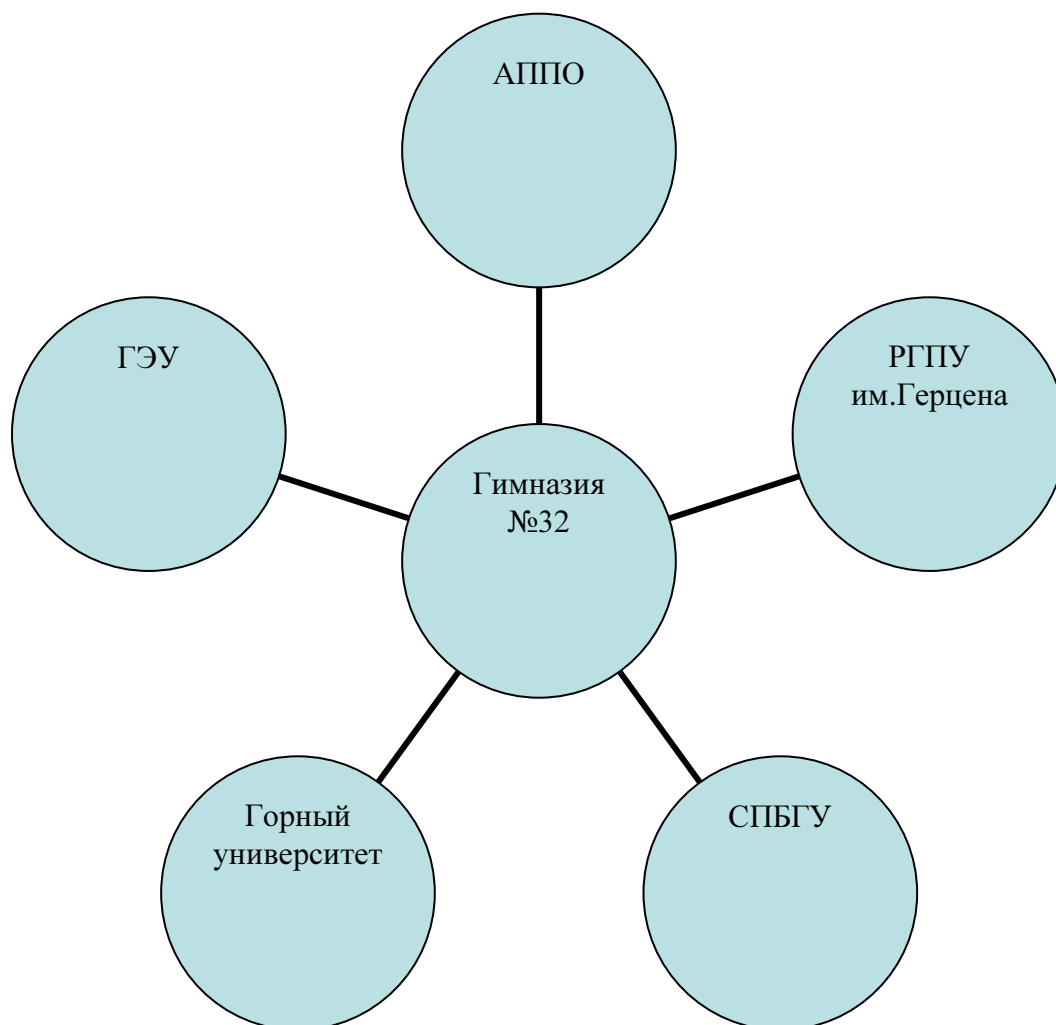 АППО
ГЭУ
РГПУ
им.Герцена
Гимназия
№32
Горный
университет
СПБГУ